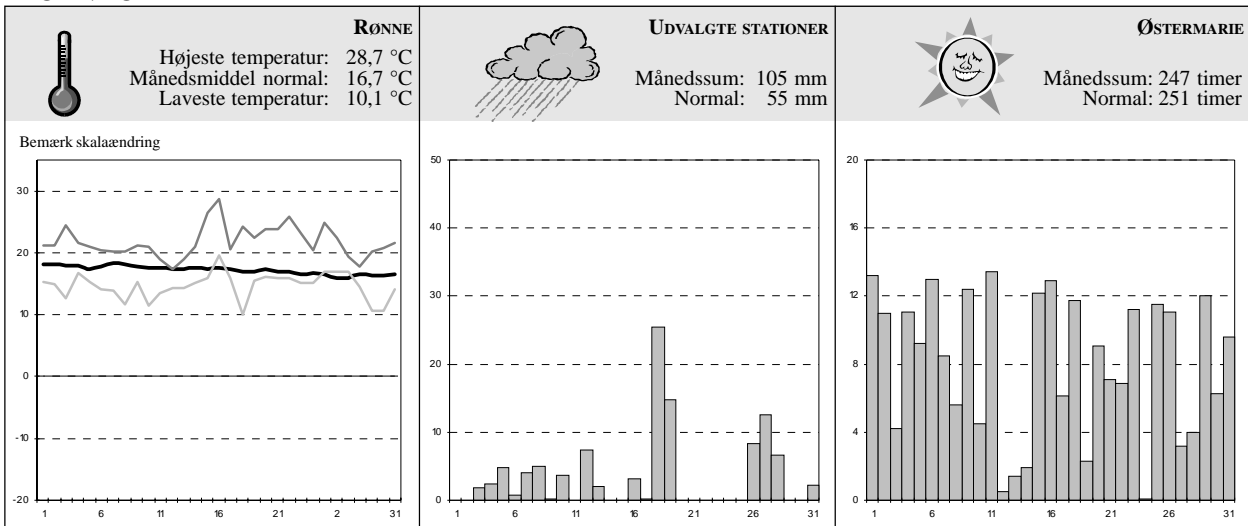 RØNNE
Højeste temperatur: 28,7 °C
Månedsmiddel normal: 16,7 °C
Laveste temperatur: 10,1 °C
UDVALGTE STATIONER
Månedssum: 105 mm
Normal: 55 mm
ØSTERMARIE
Månedssum: 247 timer
Normal: 251 timer
Bemærk skalaændring
30
20
10
0
-10
-20
1 6 11 16 21 2 31
50
40
30
20
10
0
1 6 11 16 21 26 31
20
16
12
8
4
0
1 6 11 16 21 26 31